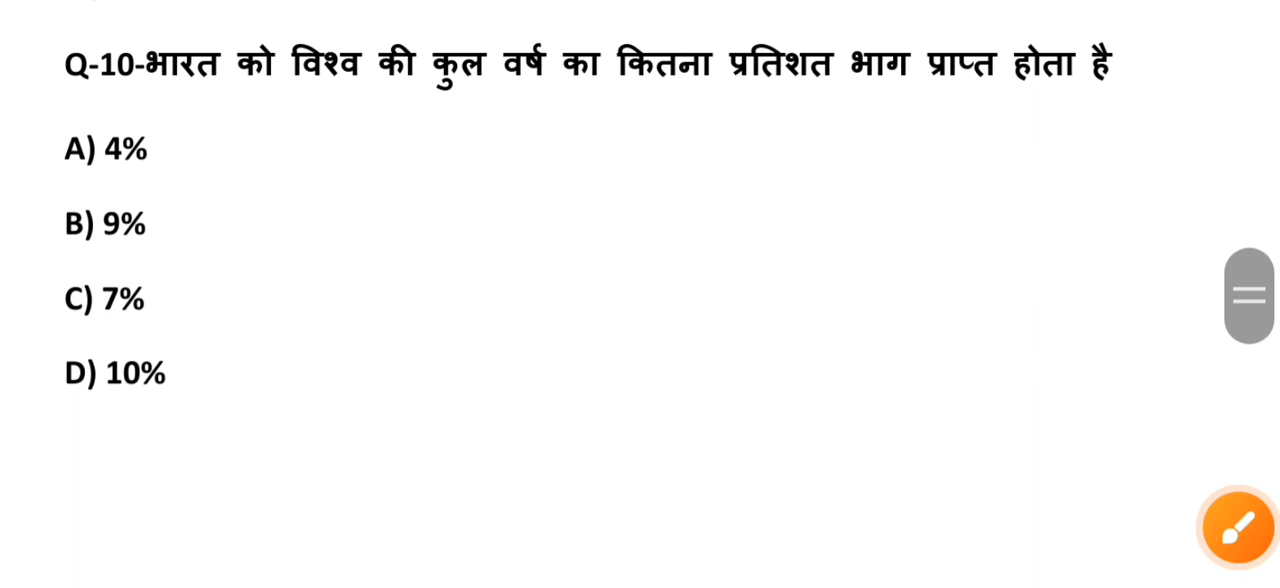 Q-10-भारत को विश्व की कुल वर्ष का कितना प्रतिशत भाग प्राप्त होता है
A) 4%
B) 9%
C) 7%
D) 10%